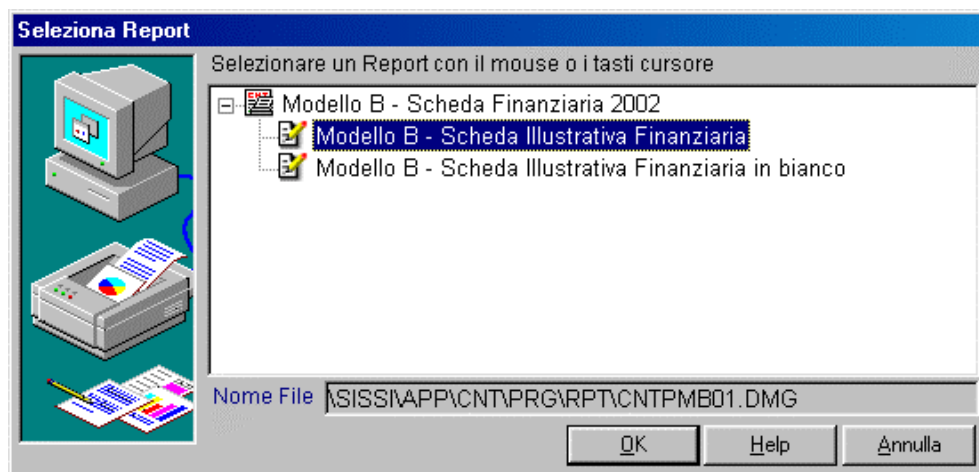 Seleziona Report
Selezionare un Report con il mouse o i tasti cursore
Modello B - Scheda Finanziaria 2002
Modello B - Scheda Illustrativa Finanziaria
Modello B - Scheda Illustrativa Finanziaria in bianco
Nome File \SISSI\APP\CNT\PRG\RPT\CNTPMB01.DMG
OK Help Annulla